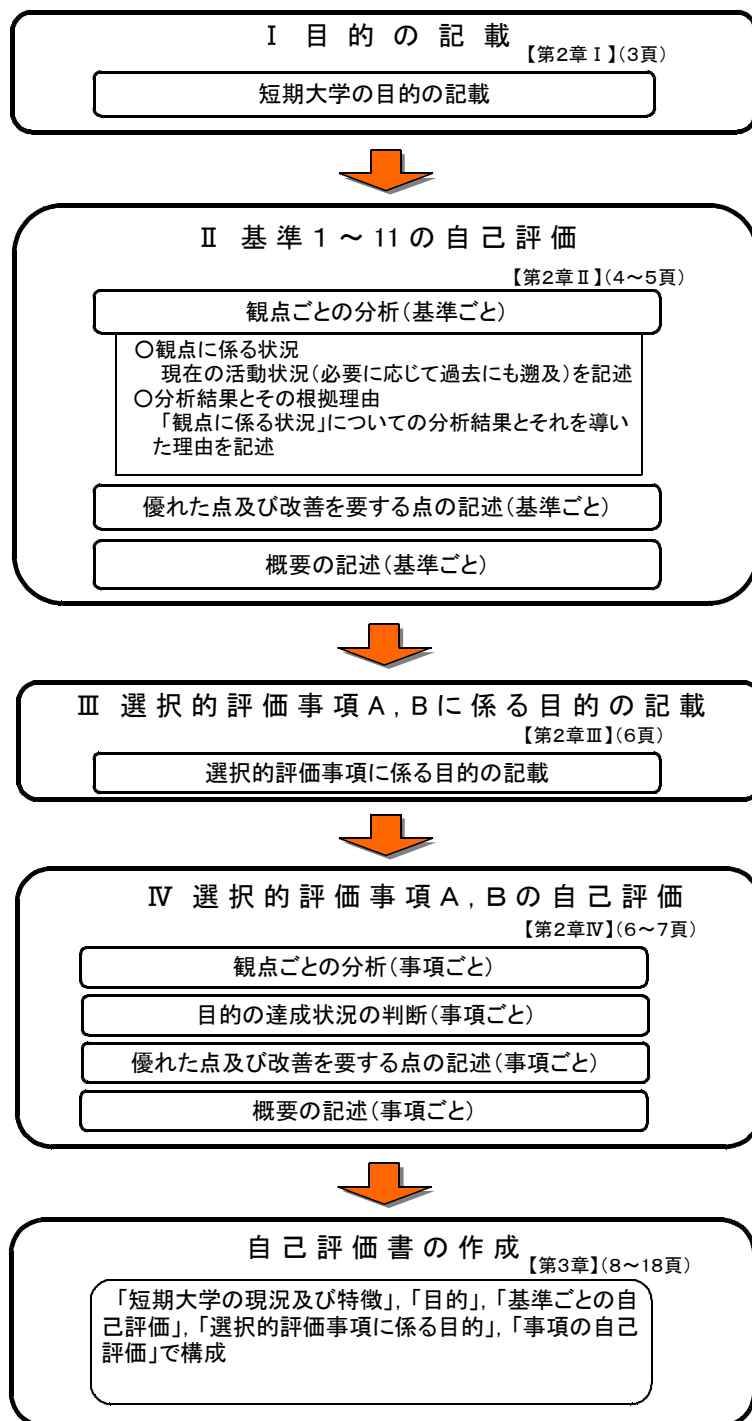 Ⅰ 目的の記載
【第2章Ⅰ】(3頁)
短期大学の目的の記載
Ⅱ 基準1~11の自己評価
【第2章Ⅱ】(4~5頁)
観点ごとの分析(基準ごと)
○観点に係る状況
現在の活動状況(必要に応じて過去にも遡及)を記述
○分析結果とその根拠理由
「観点に係る状況」についての分析結果とそれを導い
た理由を記述
優れた点及び改善を要する点の記述(基準ごと)
概要の記述(基準ごと)
Ⅲ 選択的評価事項A,Bに係る目的の記載
【第2章Ⅲ】(6頁)
選択的評価事項に係る目的の記載
Ⅳ 選択的評価事項A,Bの自己評価
【第2章Ⅳ】(6~7頁)
観点ごとの分析(事項ごと)
目的の達成状況の判断(事項ごと)
優れた点及び改善を要する点の記述(事項ごと)
概要の記述(事項ごと)
自己評価書の作成
【第3章】(8~18頁)
「短期大学の現況及び特徴」,「目的」,「基準ごとの自
己評価」,「選択的評価事項に係る目的」,「事項の自己
評価」で構成